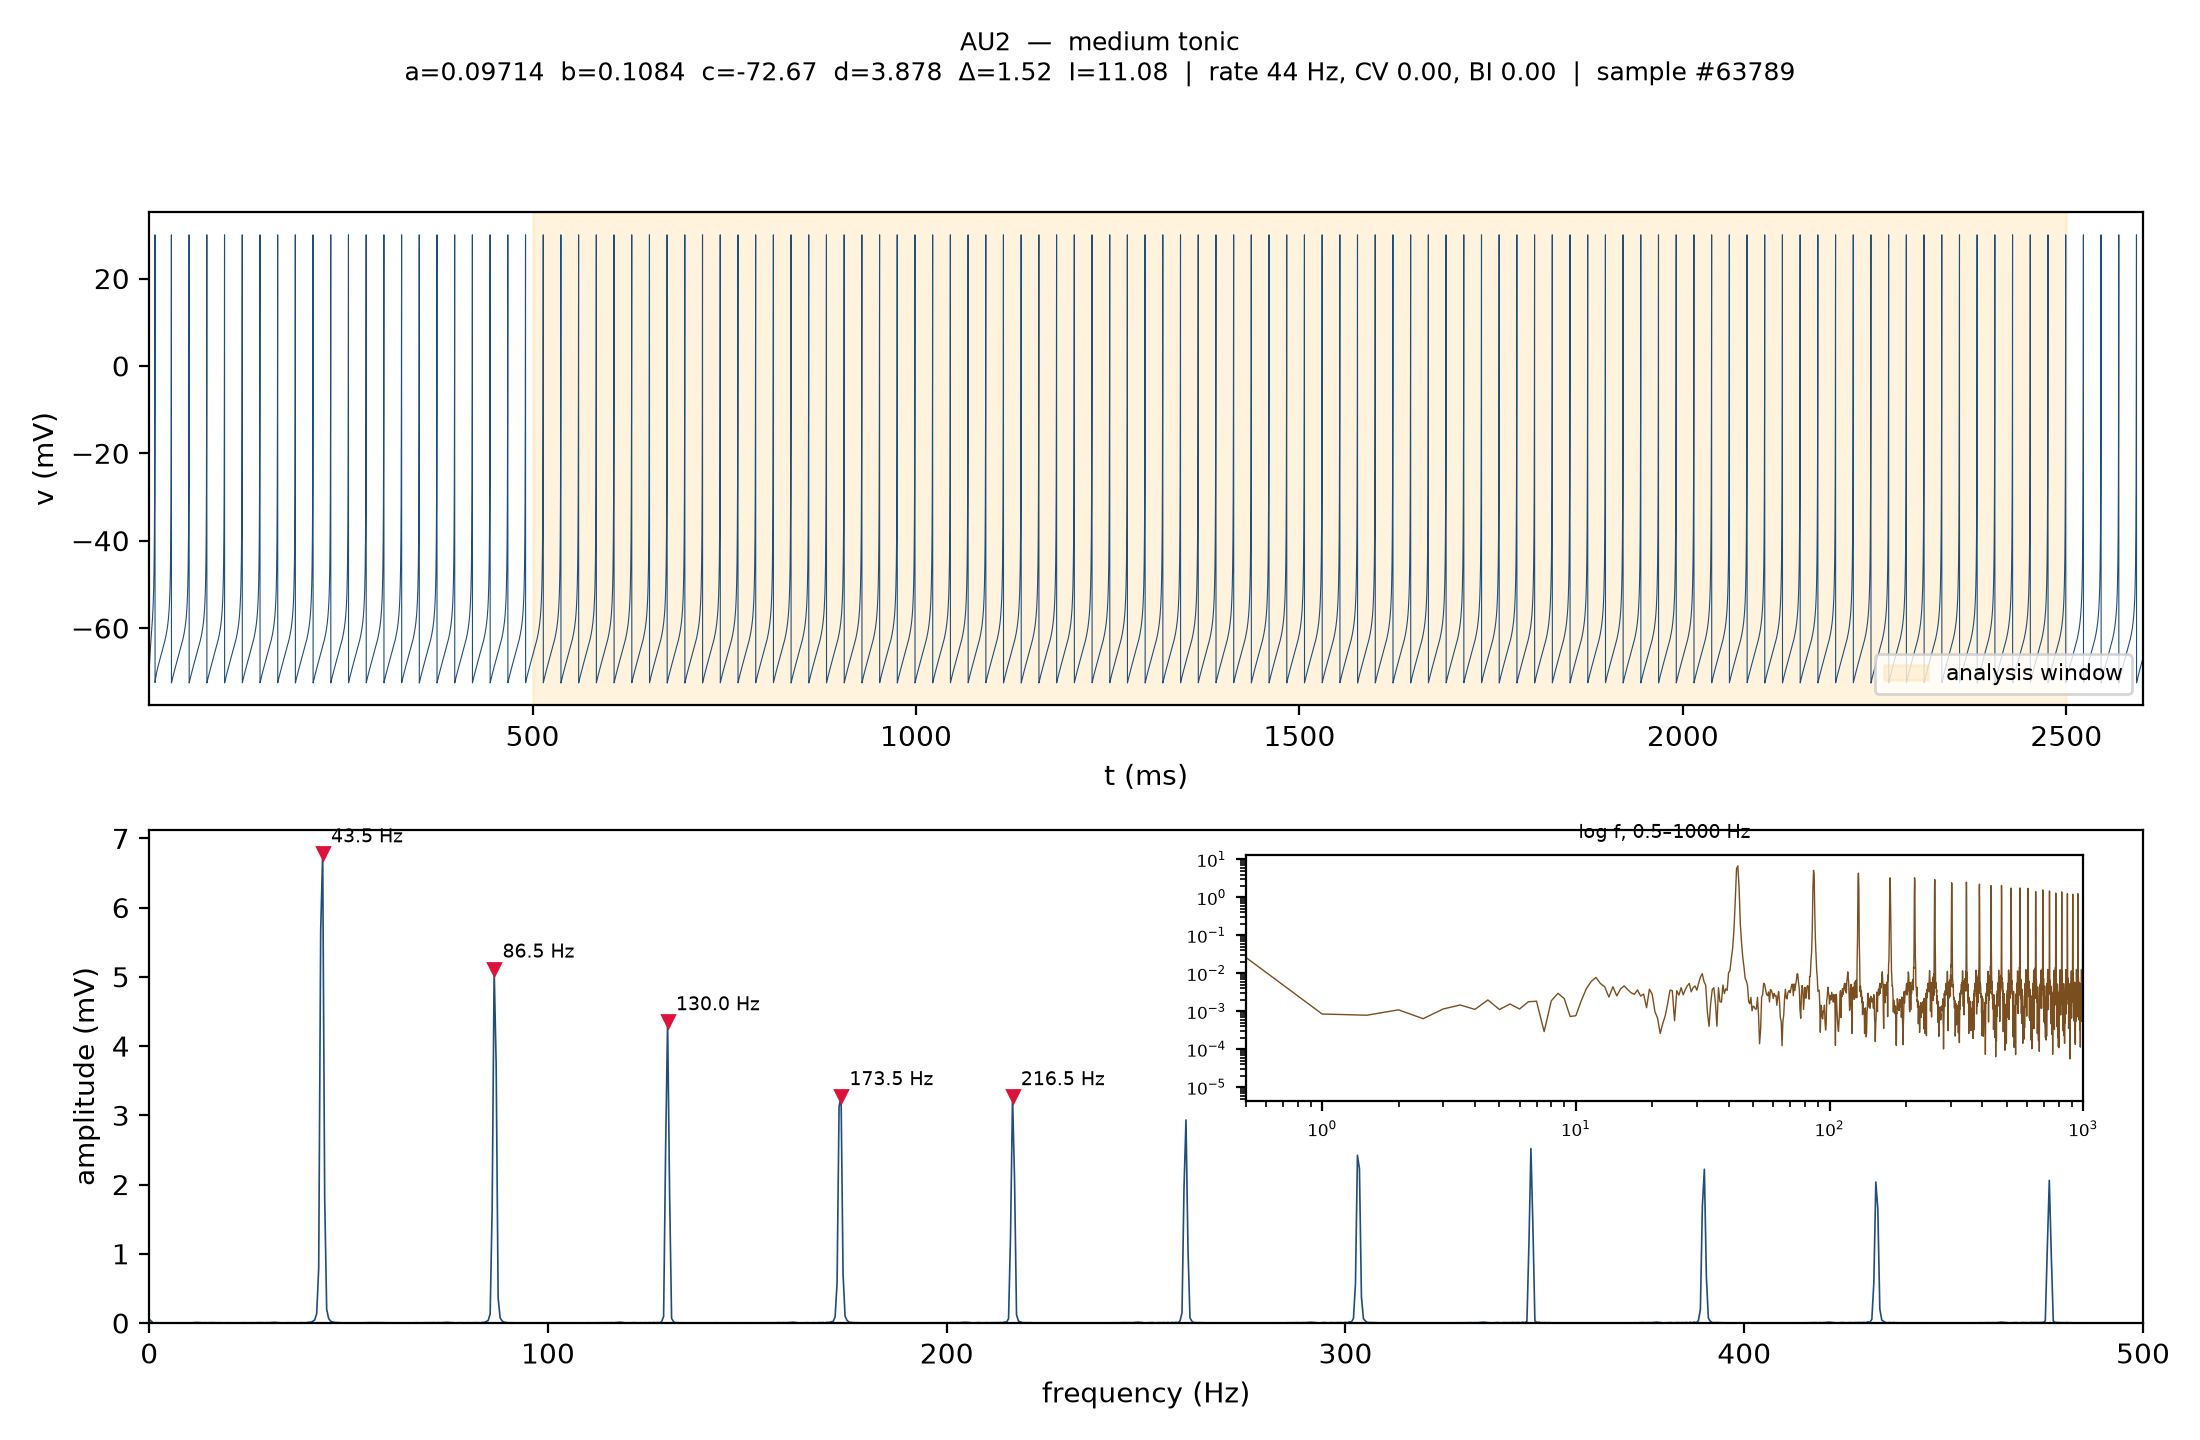 AU2 — medium tonic
a=0.09714 b=0.1084 c=-72.67 d=3.878 Δ=1.52 I=11.08 | rate 44 Hz, CV 0.00, BI 0.00 | sample #63789
20
0
−20
−40
−60
v (mV)
analysis window
500 1000 1500 2000 2500
t (ms)
7
6
5
4
3
2
1
0
amplitude (mV)
43.5 Hz
86.5 Hz
130.0 Hz
173.5 Hz
216.5 Hz
log f, 0.5–1000 Hz
10¹
10⁰
10⁻¹
10⁻²
10⁻³
10⁻⁴
10⁻⁵
10⁰ 10¹ 10² 10³
0 100 200 300 400 500
frequency (Hz)